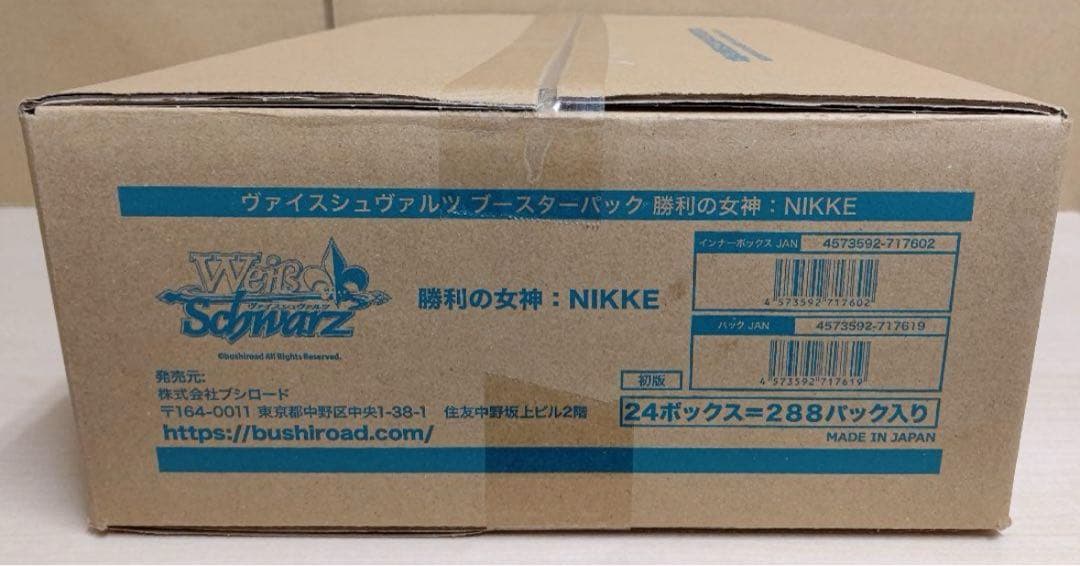 ヴァイスシュヴァルツ ブースターパック 勝利の女神：NIKKE
Weiß
ヴァイスシュヴァルツ
Schwarz
©bushiroad All Rights Reserved.
勝利の女神：NIKKE
インナーボックス JAN 4573592-717602
4 573592 717602
パック JAN 4573592-717619
4 573592 717619
発売元:
株式会社ブシロード
〒164-0011 東京都中野区中央1-38-1 住友中野坂上ビル2階
https://bushiroad.com/
初版
24ボックス=288パック入り
MADE IN JAPAN